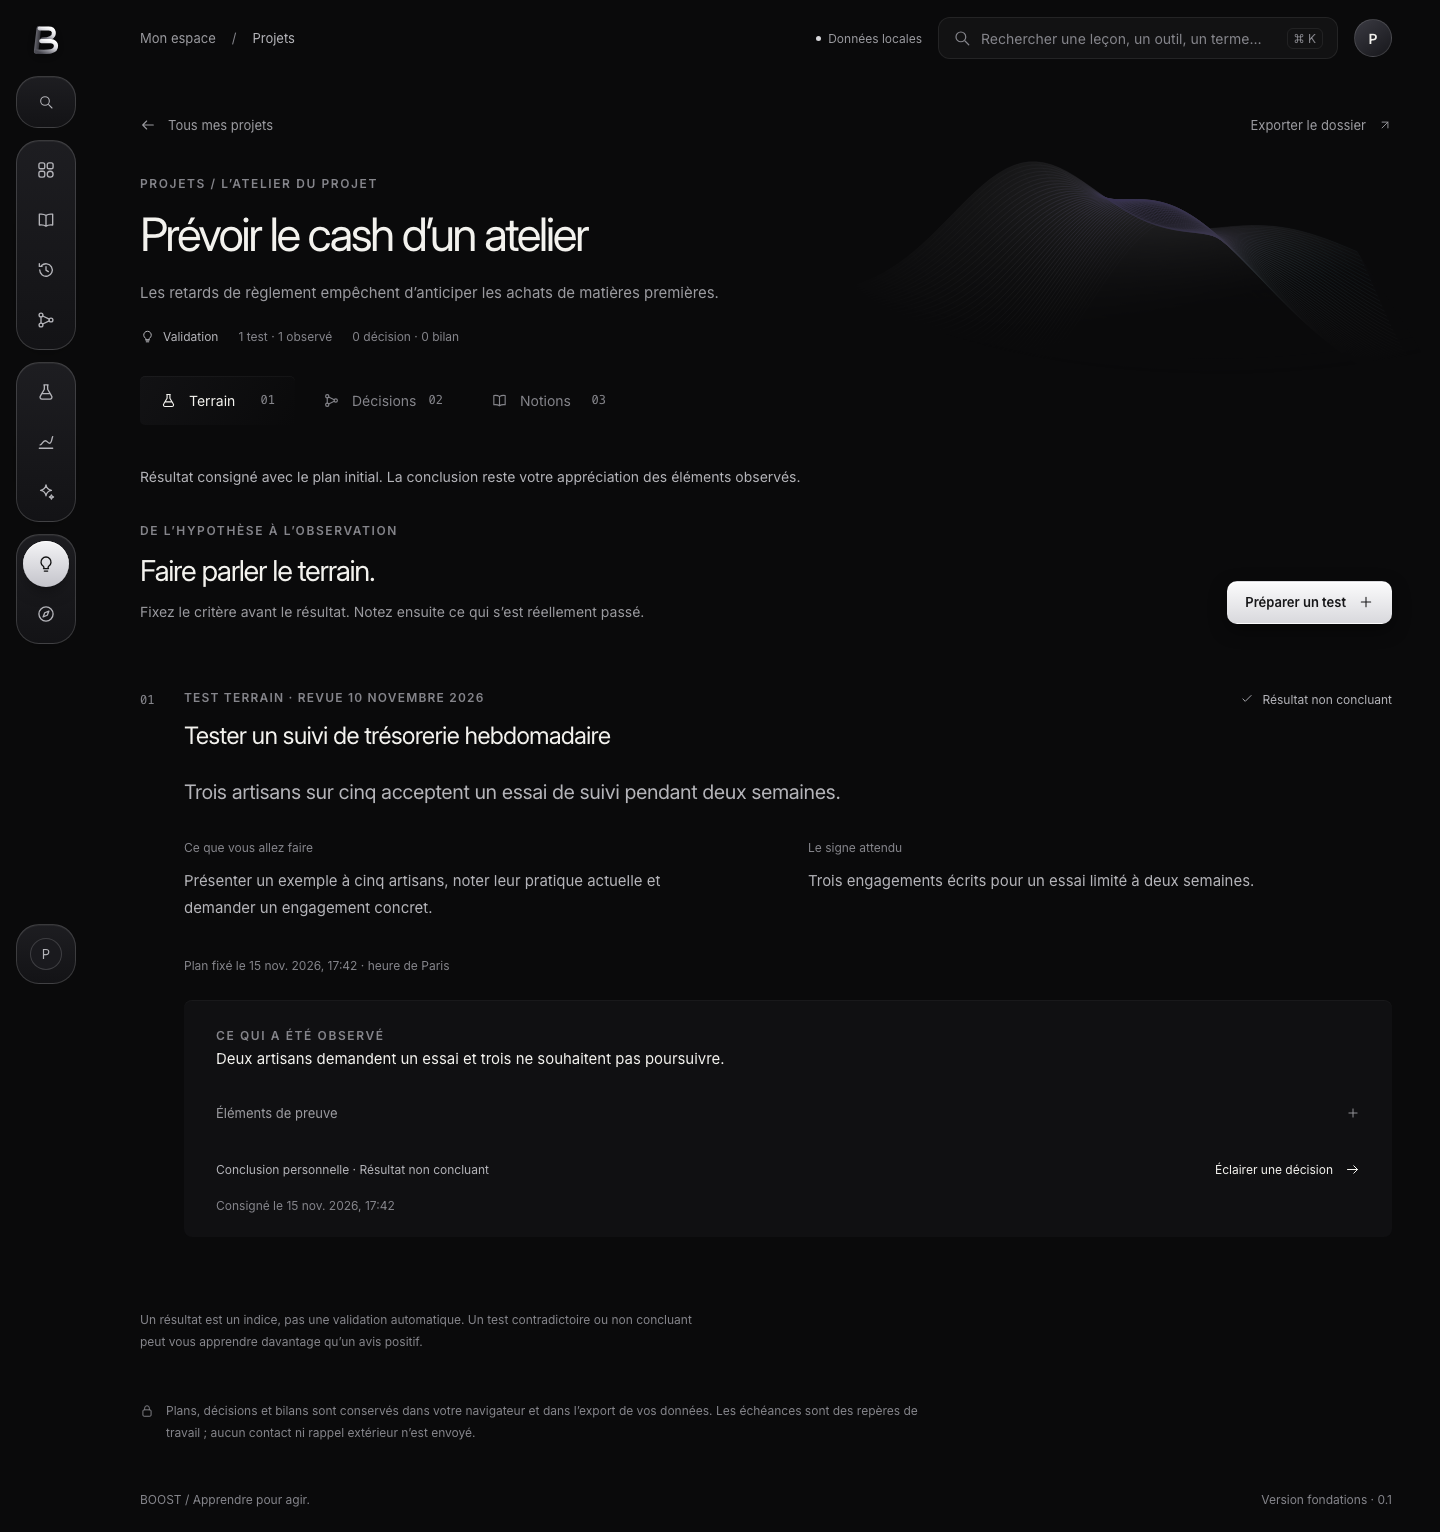 B
Mon espace / Projets
Données locales
Rechercher une leçon, un outil, un terme…
⌘ K
P
Tous mes projets
Exporter le dossier
PROJETS / L’ATELIER DU PROJET
Prévoir le cash d’un atelier
Les retards de règlement empêchent d’anticiper les achats de matières premières.
Validation 1 test · 1 observé 0 décision · 0 bilan
Terrain 01 Décisions 02 Notions 03
Résultat consigné avec le plan initial. La conclusion reste votre appréciation des éléments observés.
DE L’HYPOTHÈSE À L’OBSERVATION
Faire parler le terrain.
Fixez le critère avant le résultat. Notez ensuite ce qui s’est réellement passé.
Préparer un test
01 TEST TERRAIN · REVUE 10 NOVEMBRE 2026
Résultat non concluant
Tester un suivi de trésorerie hebdomadaire
Trois artisans sur cinq acceptent un essai de suivi pendant deux semaines.
Ce que vous allez faire
Présenter un exemple à cinq artisans, noter leur pratique actuelle et
demander un engagement concret.
Le signe attendu
Trois engagements écrits pour un essai limité à deux semaines.
P
Plan fixé le 15 nov. 2026, 17:42 · heure de Paris
CE QUI A ÉTÉ OBSERVÉ
Deux artisans demandent un essai et trois ne souhaitent pas poursuivre.
Éléments de preuve
Conclusion personnelle · Résultat non concluant
Éclairer une décision
Consigné le 15 nov. 2026, 17:42
Un résultat est un indice, pas une validation automatique. Un test contradictoire ou non concluant
peut vous apprendre davantage qu’un avis positif.
Plans, décisions et bilans sont conservés dans votre navigateur et dans l’export de vos données. Les échéances sont des repères de
travail ; aucun contact ni rappel extérieur n’est envoyé.
BOOST / Apprendre pour agir.
Version fondations · 0.1